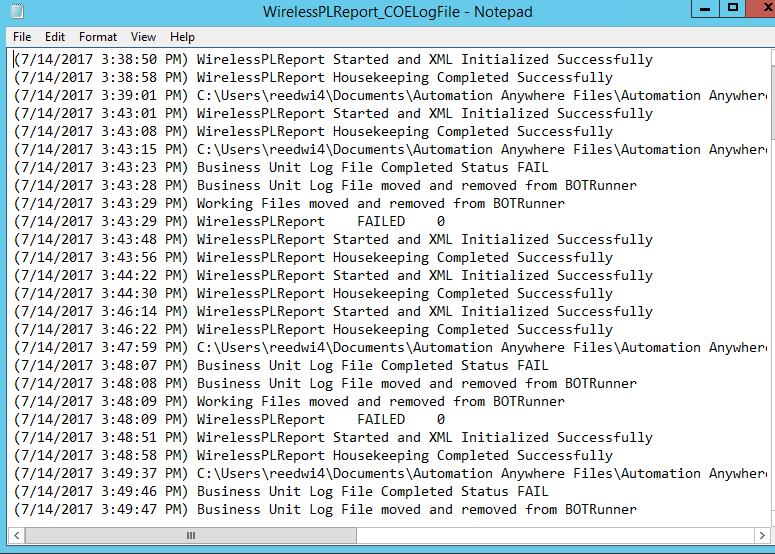 WirelessPLReport_COELogFile - Notepad
File Edit Format View Help
(7/14/2017 3:38:50 PM) WirelessPLReport Started and XML Initialized Successfully
(7/14/2017 3:38:58 PM) WirelessPLReport Housekeeping Completed Successfully
(7/14/2017 3:39:01 PM) C:\Users\reedwi4\Documents\Automation Anywhere Files\Automation Anywhere
(7/14/2017 3:43:01 PM) WirelessPLReport Started and XML Initialized Successfully
(7/14/2017 3:43:08 PM) WirelessPLReport Housekeeping Completed Successfully
(7/14/2017 3:43:15 PM) C:\Users\reedwi4\Documents\Automation Anywhere Files\Automation Anywhere
(7/14/2017 3:43:23 PM) Business Unit Log File Completed Status FAIL
(7/14/2017 3:43:28 PM) Business Unit Log File moved and removed from BOTRunner
(7/14/2017 3:43:29 PM) Working Files moved and removed from BOTRunner
(7/14/2017 3:43:29 PM) WirelessPLReport    FAILED    0
(7/14/2017 3:43:48 PM) WirelessPLReport Started and XML Initialized Successfully
(7/14/2017 3:43:56 PM) WirelessPLReport Housekeeping Completed Successfully
(7/14/2017 3:44:22 PM) WirelessPLReport Started and XML Initialized Successfully
(7/14/2017 3:44:30 PM) WirelessPLReport Housekeeping Completed Successfully
(7/14/2017 3:46:14 PM) WirelessPLReport Started and XML Initialized Successfully
(7/14/2017 3:46:22 PM) WirelessPLReport Housekeeping Completed Successfully
(7/14/2017 3:47:59 PM) C:\Users\reedwi4\Documents\Automation Anywhere Files\Automation Anywhere
(7/14/2017 3:48:07 PM) Business Unit Log File Completed Status FAIL
(7/14/2017 3:48:08 PM) Business Unit Log File moved and removed from BOTRunner
(7/14/2017 3:48:09 PM) Working Files moved and removed from BOTRunner
(7/14/2017 3:48:09 PM) WirelessPLReport    FAILED    0
(7/14/2017 3:48:51 PM) WirelessPLReport Started and XML Initialized Successfully
(7/14/2017 3:48:58 PM) WirelessPLReport Housekeeping Completed Successfully
(7/14/2017 3:49:37 PM) C:\Users\reedwi4\Documents\Automation Anywhere Files\Automation Anywhere
(7/14/2017 3:49:46 PM) Business Unit Log File Completed Status FAIL
(7/14/2017 3:49:47 PM) Business Unit Log File moved and removed from BOTRunner